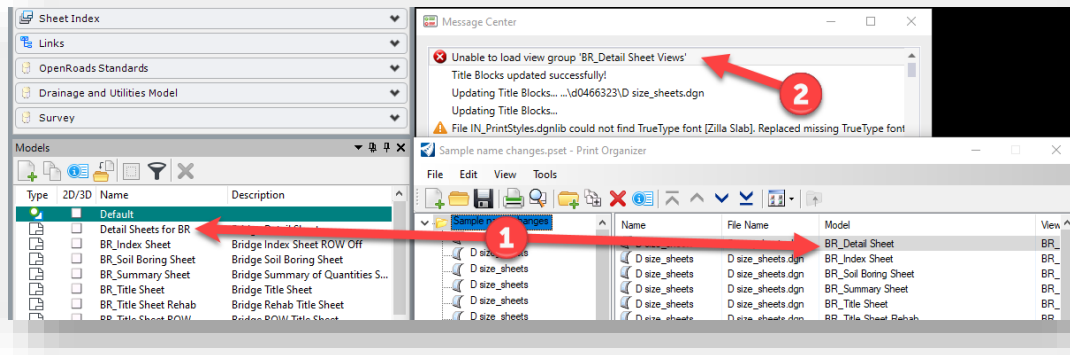 Sheet Index
Links
OpenRoads Standards
Drainage and Utilities Model
Survey
Models
Type 2D/3D Name Description
Default
Detail Sheets for BR
BR_Index Sheet Bridge Index Sheet ROW Off
BR_Soil Boring Sheet Bridge Soil Boring Sheet
BR_Summary Sheet Bridge Summary of Quantities S...
BR_Title Sheet Bridge Title Sheet
BR_Title Sheet Rehab Bridge Rehab Title Sheet
BR_Title Sheet ROW Bridge ROW Title Sheet
Message Center
Unable to load view group 'BR_Detail Sheet Views'
Title Blocks updated successfully!
Updating Title Blocks... ...\d0466323\D size_sheets.dgn
Updating Title Blocks...
File IN_PrintStyles.dgnlib could not find TrueType font [Zilla Slab]. Replaced missing TrueType font
2
Sample name changes.pset - Print Organizer
File Edit View Tools
Sample name changes
D size_sheets
D size_sheets
D size_sheets
D size_sheets
D size_sheets
1
Name File Name Model View
D size_sheets D size_sheets.dgn BR_Detail Sheet BR_
D size_sheets D size_sheets.dgn BR_Index Sheet BR_
D size_sheets D size_sheets.dgn BR_Soil Boring Sheet BR_
D size_sheets D size_sheets.dgn BR_Summary Sheet BR_
D size_sheets D size_sheets.dgn BR_Title Sheet BR_
D size_sheets D size_sheets.dgn BR_Title Sheet Rehab BR_